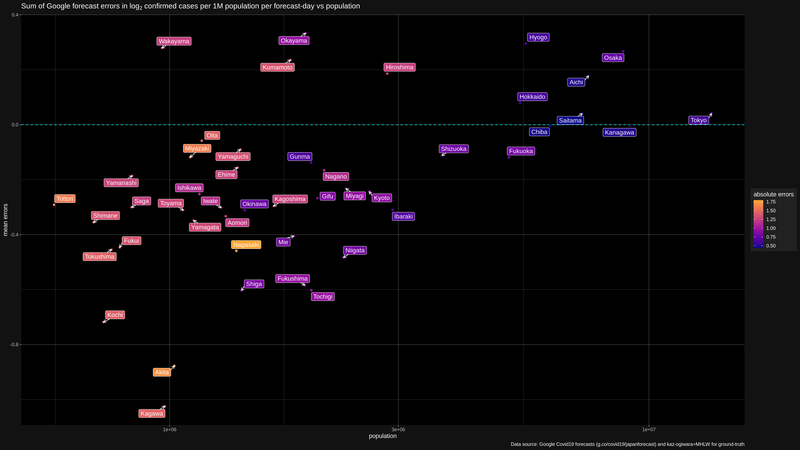 Sum of Google forecast errors in log2 confirmed cases per 1M population per forecast-day vs population
0.4
Wakayama
Okayama
Hyogo
Osaka
Kumamoto
Hiroshima
Aichi
Hokkaido
Saitama
Tokyo
0.0
Chiba
Kanagawa
Oita
Miyazaki
Yamaguchi
Gunma
Shizuoka
Fukuoka
Ehime
Nagano
Yamanashi
Ishikawa
Tottori
Saga
Toyama
Iwate
Okinawa
Kagoshima
Gifu
Miyagi
Kyoto
Shimane
Aomori
Ibaraki
Yamagata
-0.4
Fukui
Nagasaki
Mie
Tokushima
Niigata
Shiga
Fukushima
Tochigi
Kochi
-0.8
Akita
Kagawa
mean errors
1e+06
3e+06
1e+07
population
absolute errors
1.75
1.50
1.25
1.00
0.75
0.50
Data source: Google Covid19 forecasts (g.co/covid19/japanforecast) and kaz-ogiwara+MHLW for ground-truth